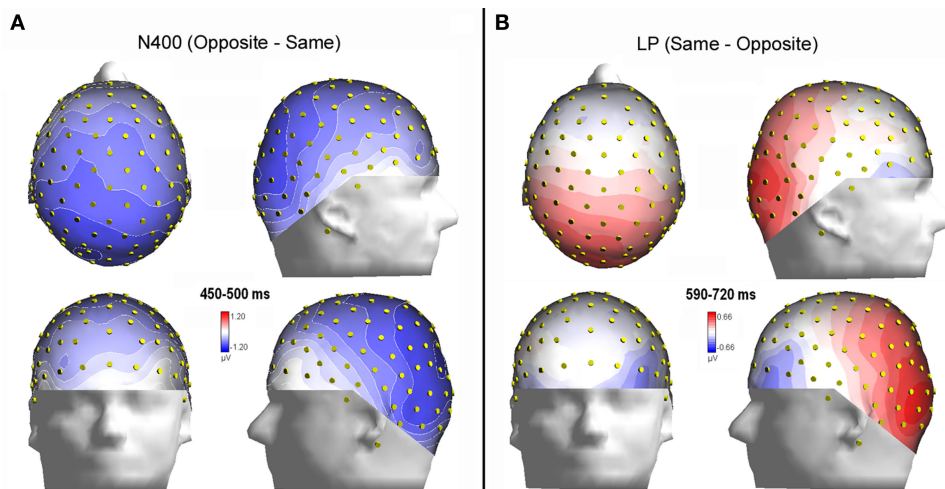 A
N400 (Opposite - Same)
450-500 ms
1.20
-1.20
µV
B
LP (Same - Opposite)
590-720 ms
0.66
-0.66
µV